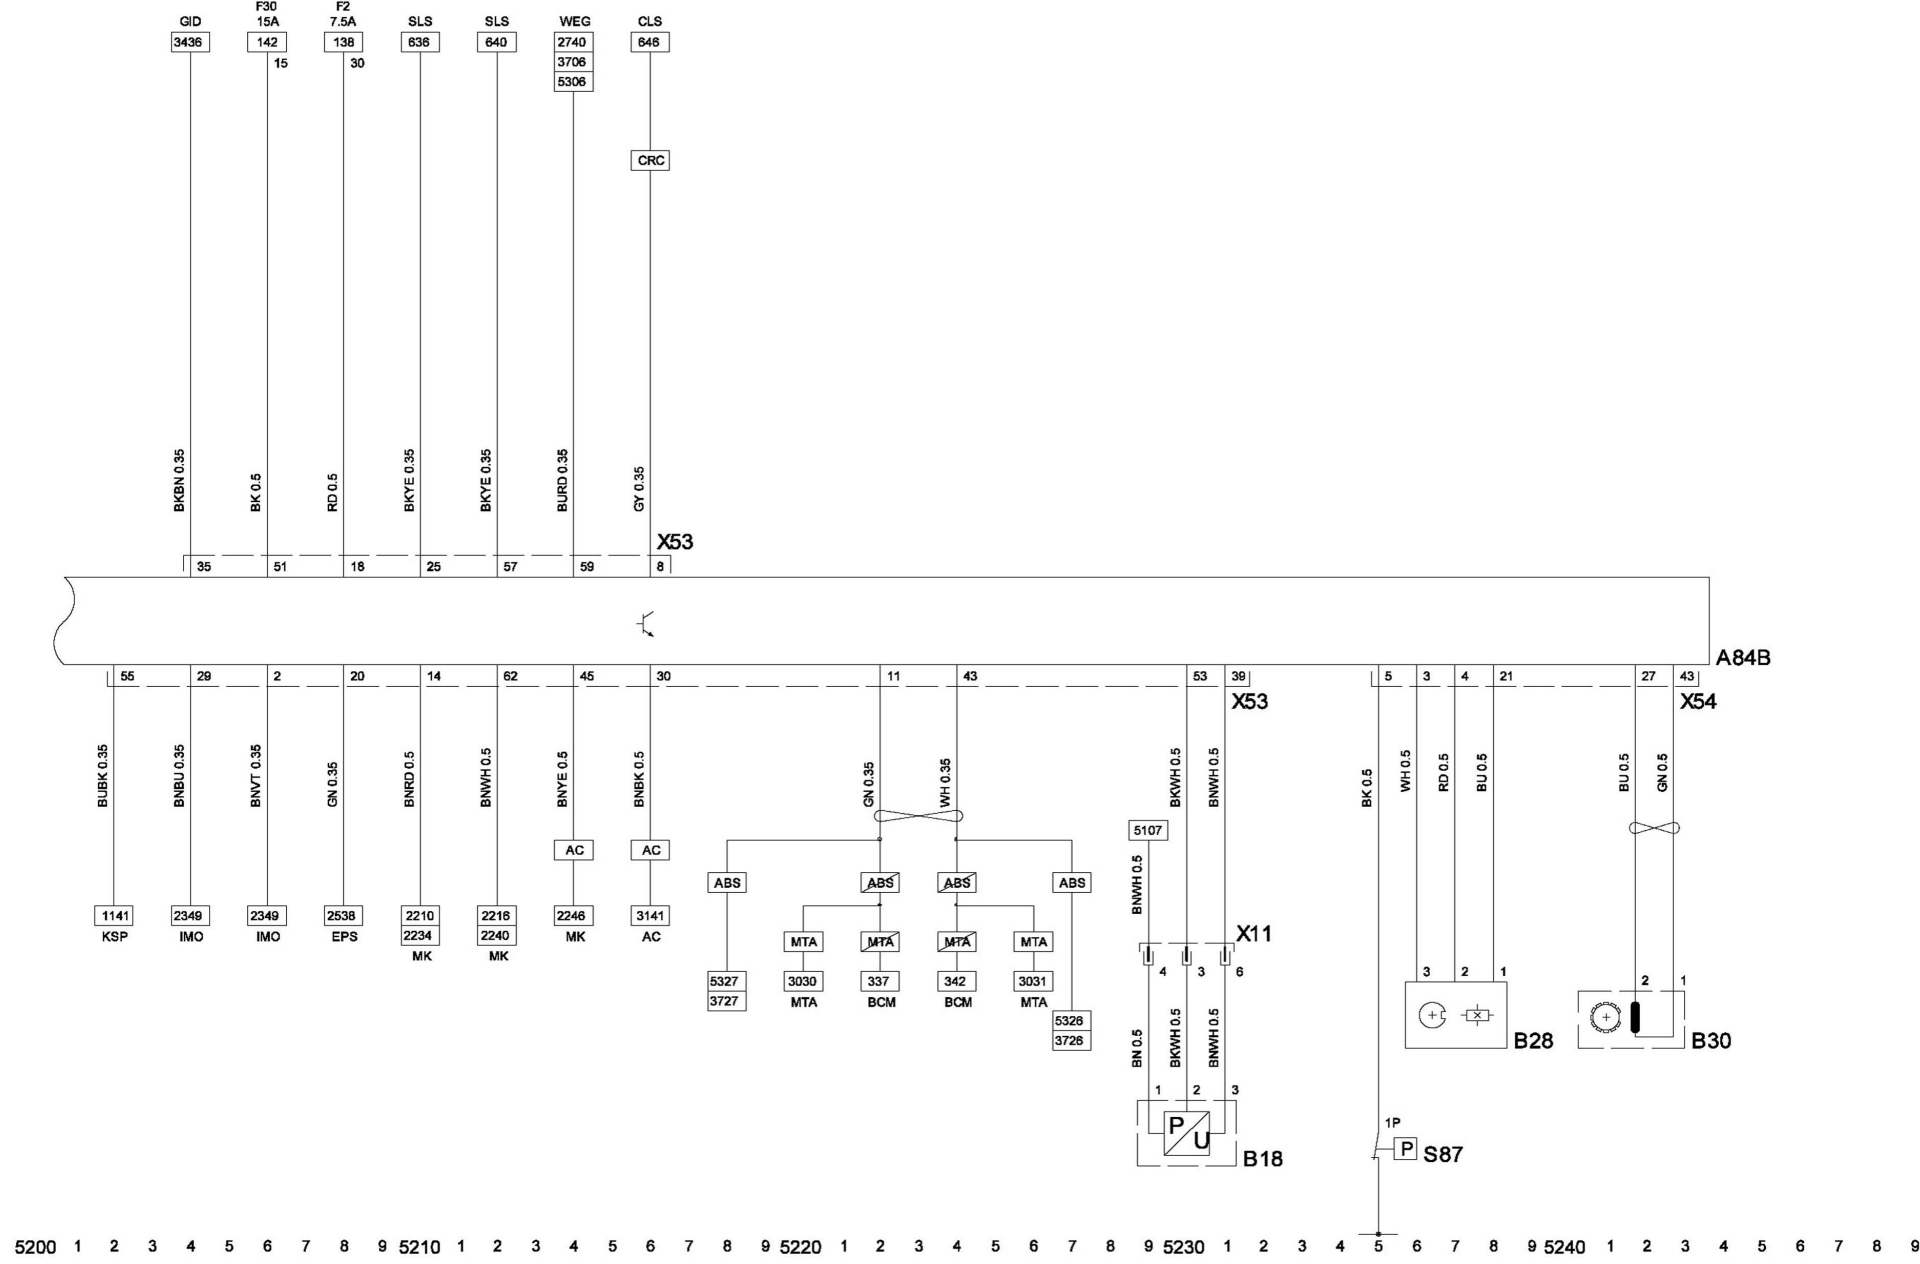 F30 F2
GID 15A 7.5A SLS SLS WEG CLS
3436 142 138 636 640 2740 646
15 30 3706
5306
CRC
BKBN 0.35 BK 0.5 RD 0.5 BKYE 0.35 BKYE 0.35 BURD 0.35 GY 0.35
X53
35 51 18 25 57 59 8
A84B
55 29 2 20 14 62 45 30 11 43 53 39 5 3 4 21 27 43
X53 X54
BUBK 0.35 BNBU 0.35 BNVT 0.35 GN 0.35 BNRD 0.5 BNWH 0.5 BNYE 0.5 BNBK 0.5 GN 0.35 WH 0.35 BKWH 0.5 BNWH 0.5 BK 0.5 WH 0.5 RD 0.5 BU 0.5 BU 0.5 GN 0.5
5107
AC AC
BNWH 0.5
ABS ABS ABS ABS
1141 2349 2349 2538 2210 2216 2246 3141
KSP IMO IMO EPS 2234 2240 MK AC
MK MK
X11
MTA MTA MTA MTA
4 3 6
5327 3030 337 342 3031
3727 MTA BCM BCM MTA
3 2 1 2 1
5326
3726
B28 B30
BN 0.5 BKWH 0.5 BNWH 0.5
1 2 3
P
U
B18
1P
P S87
5200 1 2 3 4 5 6 7 8 9 5210 1 2 3 4 5 6 7 8 9 5220 1 2 3 4 5 6 7 8 9 5230 1 2 3 4 5 6 7 8 9 5240 1 2 3 4 5 6 7 8 9